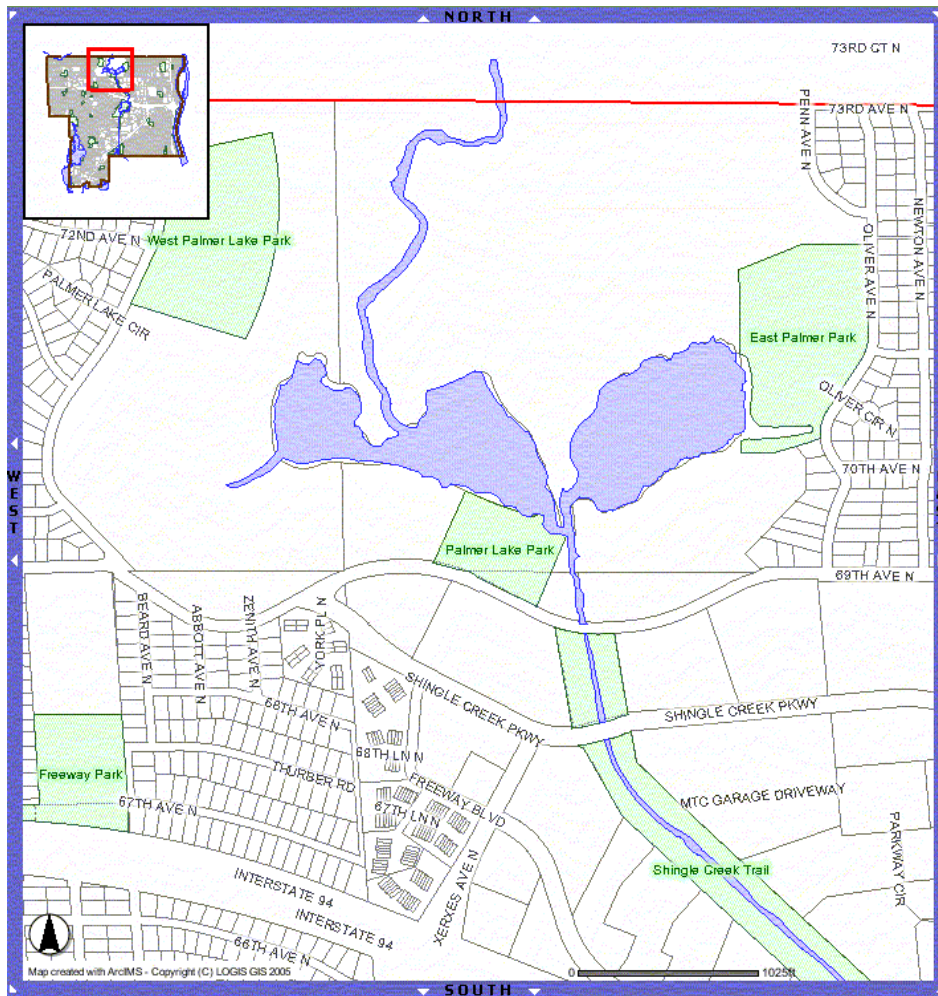 NORTH
73RD CT N
73RD AVE N
PENN AVE N
NEWTON AVE N
OLIVER AVE N
72ND AVE N
West Palmer Lake Park
PALMER LAKE CIR
East Palmer Park
OLIVER CIR N
70TH AVE N
WEST
Palmer Lake Park
69TH AVE N
BEARD AVE N
ABBOTT AVE N
ZENITH AVE N
YORK PL N
SHINGLE CREEK PKWY
SHINGLE CREEK PKWY
68TH AVE N
68TH LN N
Freeway Park
THURBER RD
FREEWAY BLVD
67TH AVE N
67TH LN N
MTC GARAGE DRIVEWAY
PARKWAY CIR
XERXES AVE N
Shingle Creek Trail
INTERSTATE 94
INTERSTATE 94
66TH AVE N
Map created with ArcIMS - Copyright (C) LOGIS GIS 2005
0 1025ft
SOUTH